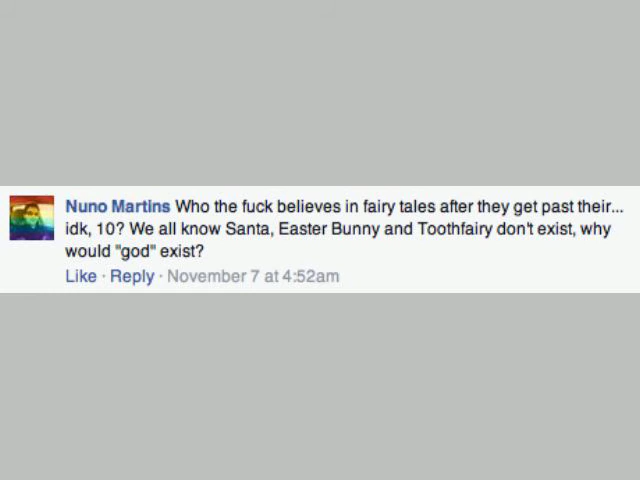 Nuno Martins Who the fuck believes in fairy tales after they get past their...
idk, 10? We all know Santa, Easter Bunny and Toothfairy don't exist, why
would "god" exist?
Like · Reply · November 7 at 4:52am